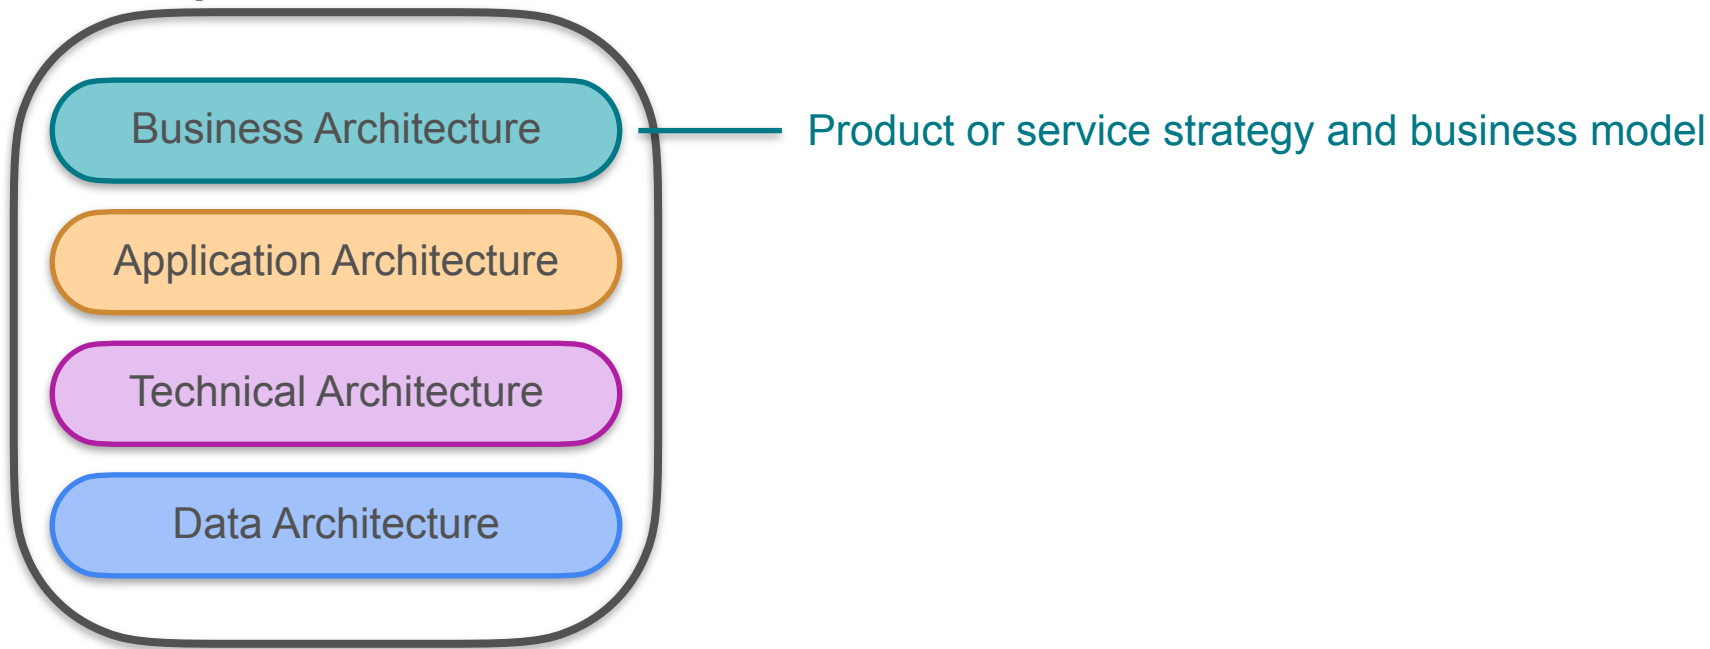 Business Architecture
Product or service strategy and business model
Application Architecture
Technical Architecture
Data Architecture